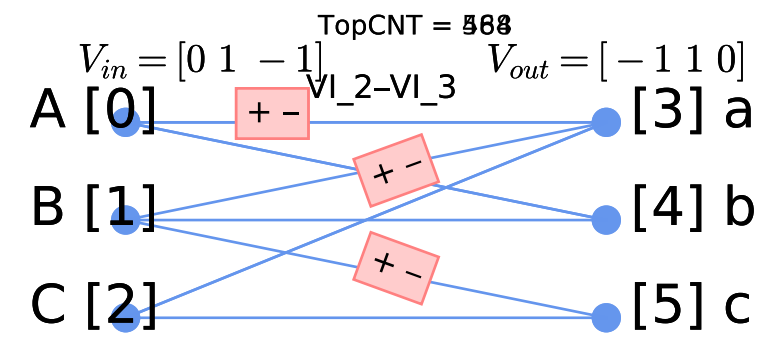 TopCNT =
V_in = [0 1 −1] V_out = [−1 1 0]
VI_2–VI_3
A [0] + – [3] a
+ –
B [1] [4] b
+ –
C [2] [5] c